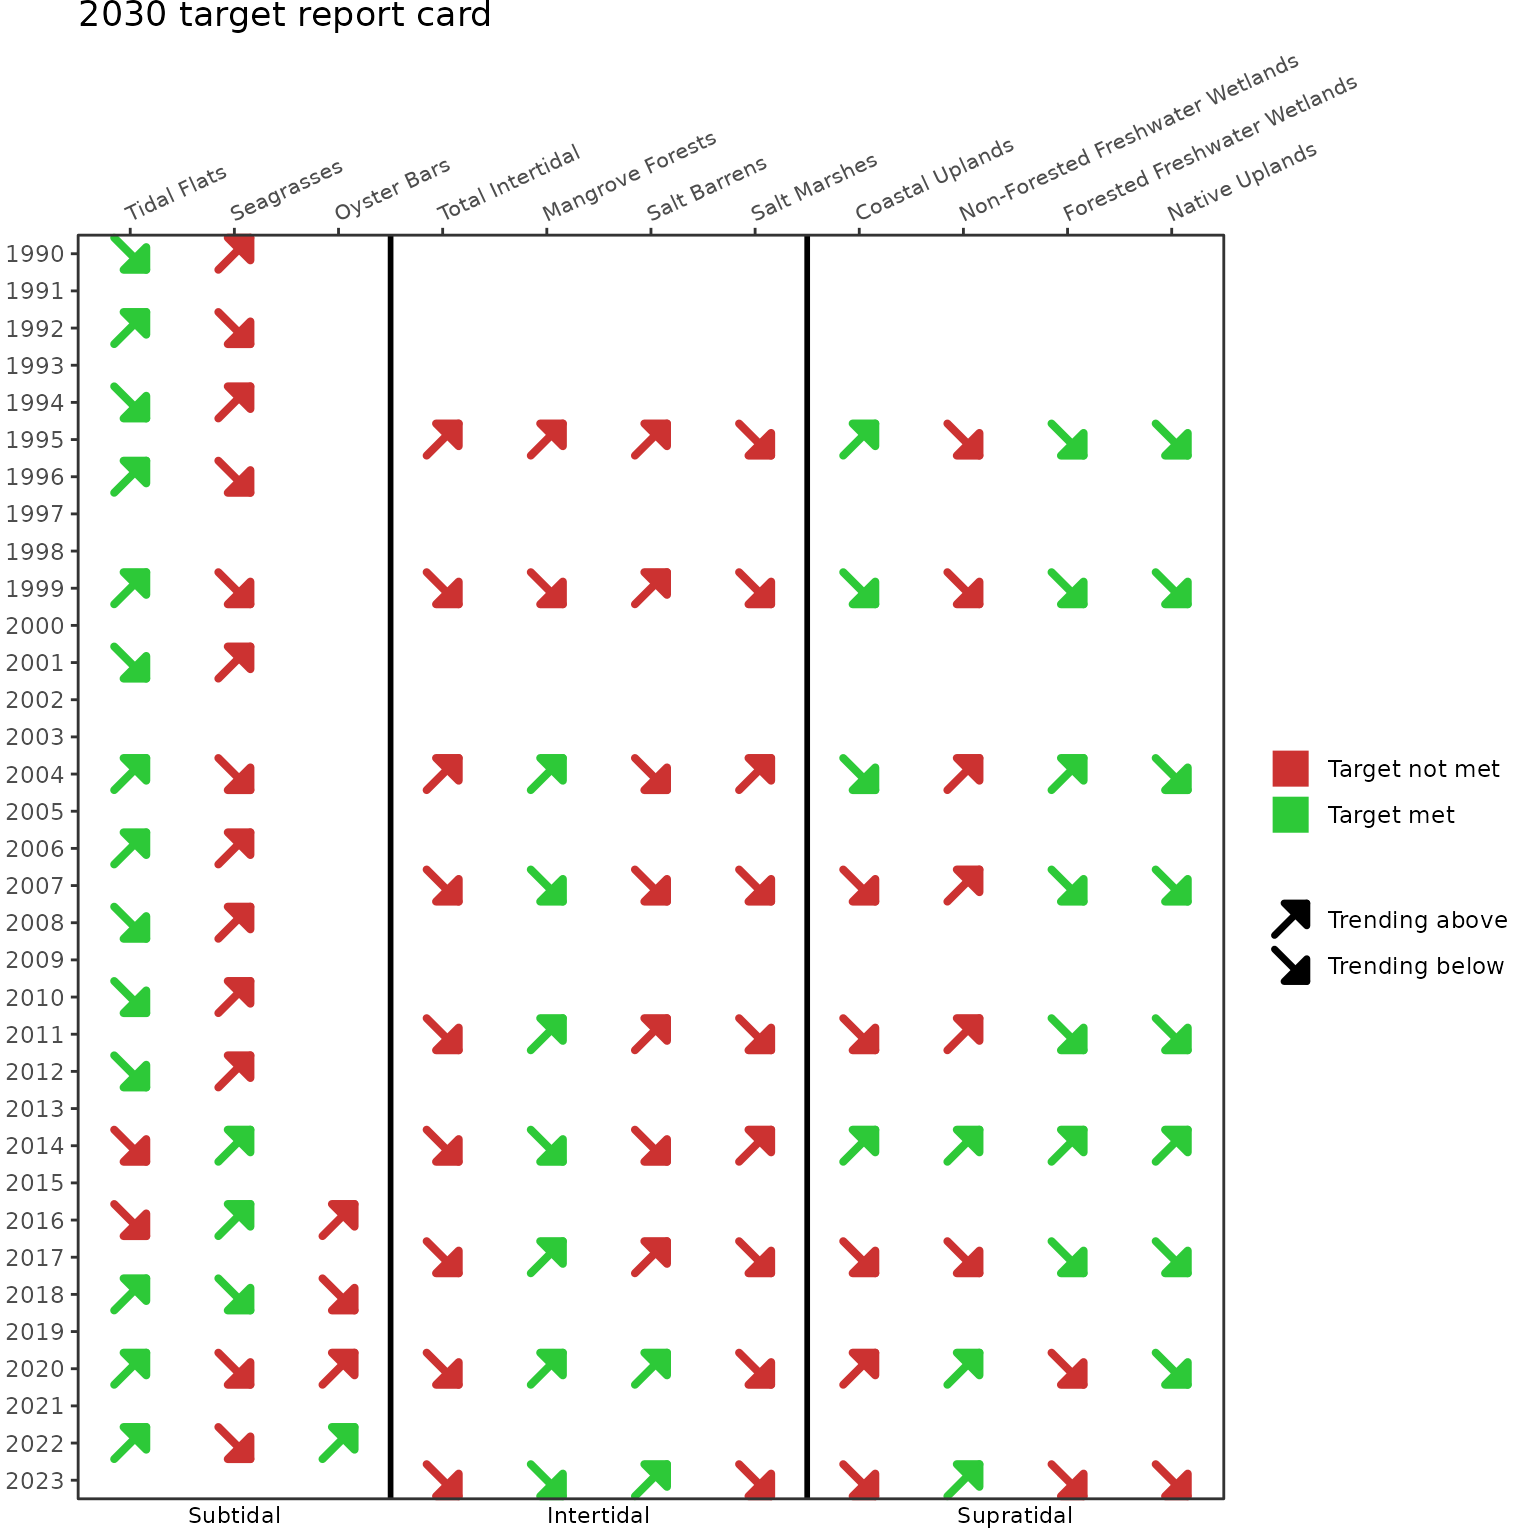 2030 target report card
Tidal Flats
Seagrasses
Oyster Bars
Total Intertidal
Mangrove Forests
Salt Barrens
Salt Marshes
Coastal Uplands
Non-Forested Freshwater Wetlands
Forested Freshwater Wetlands
Native Uplands
1990
1991
1992
1993
1994
1995
1996
1997
1998
1999
2000
2001
2002
2003
2004
2005
2006
2007
2008
2009
2010
2011
2012
2013
2014
2015
2016
2017
2018
2019
2020
2021
2022
2023
Subtidal
Intertidal
Supratidal
Target not met
Target met
Trending above
Trending below